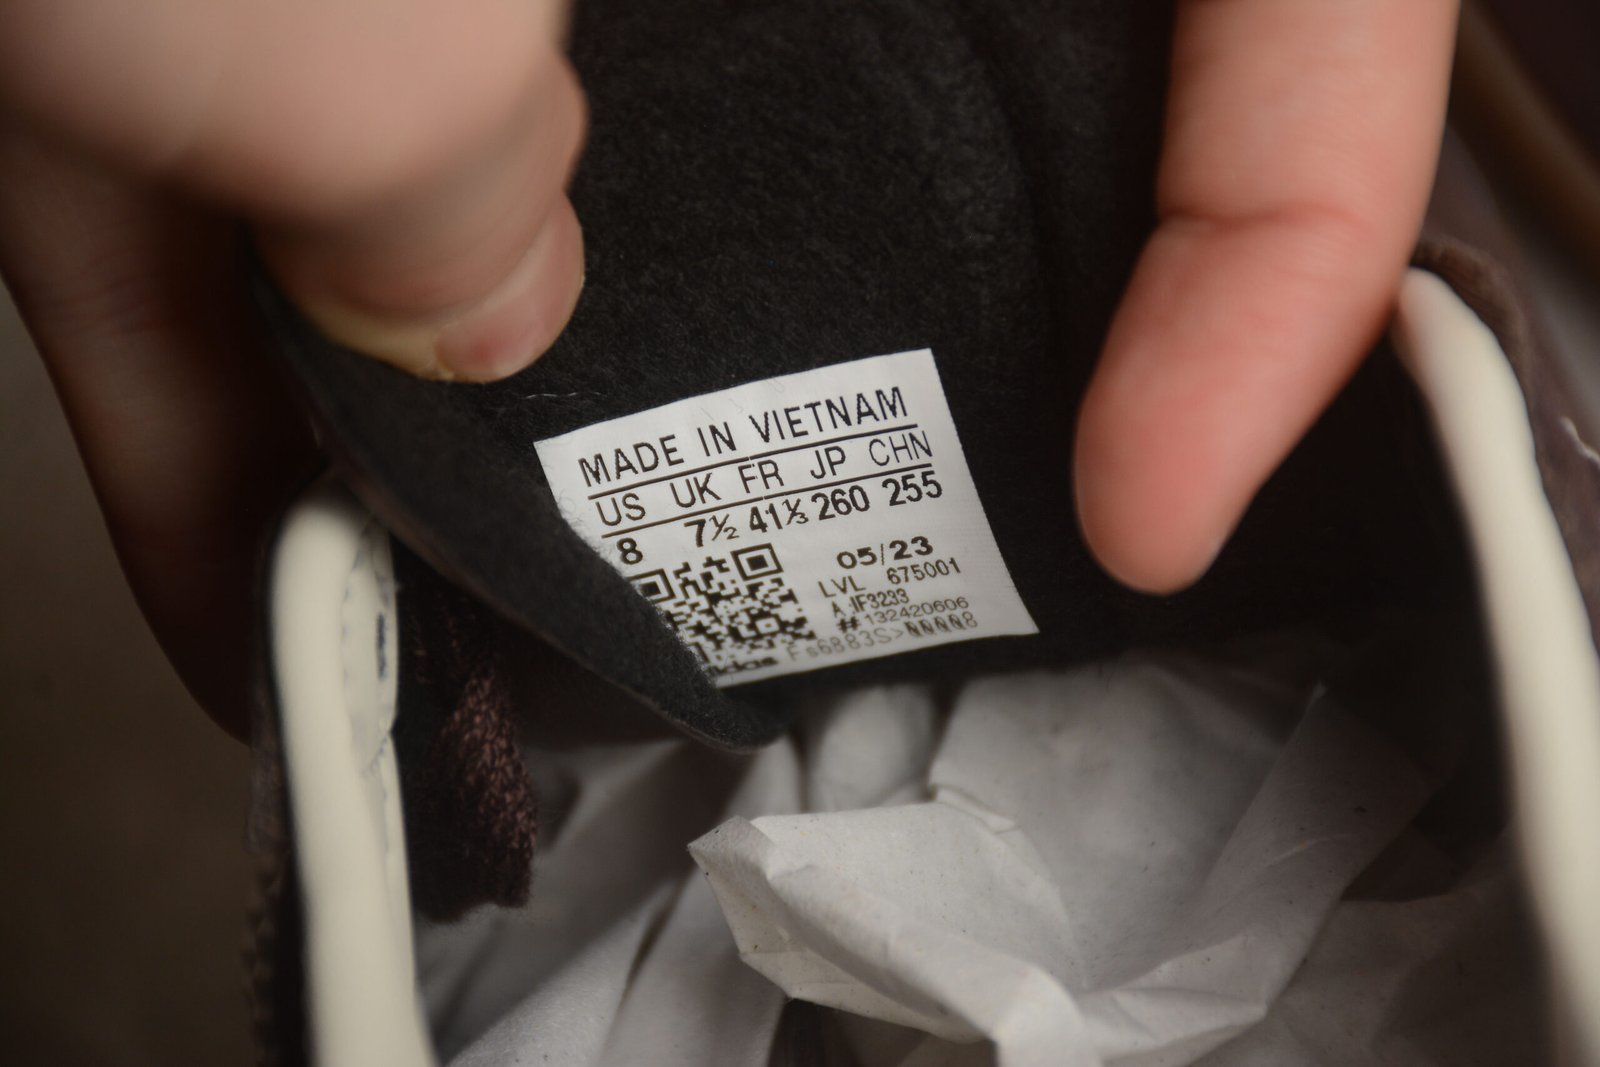 MADE IN VIETNAM
US UK FR JP CHN
8 7½ 41⅓ 260 255
05/23
LVL 675001
A.IF3233
#132420606
adidas